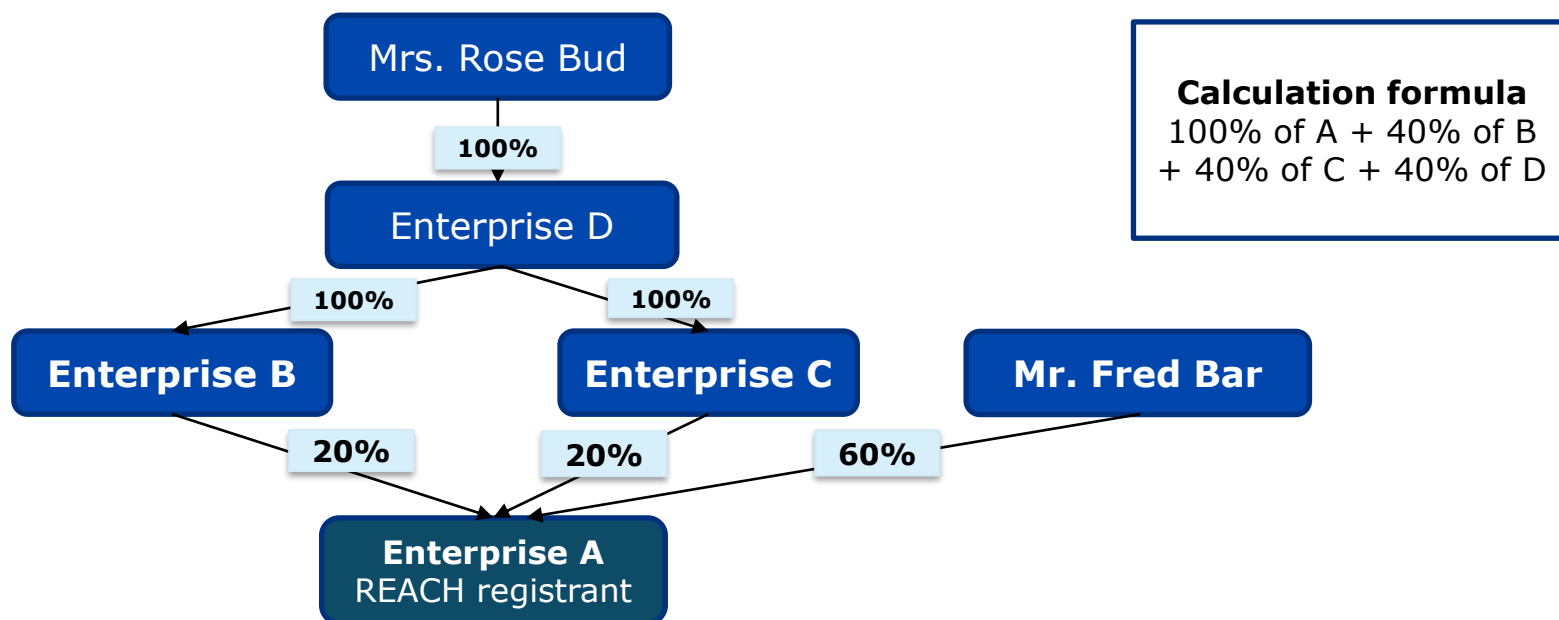 Mrs. Rose Bud
Calculation formula
100% of A + 40% of B
+ 40% of C + 40% of D
100%
Enterprise D
100%
100%
Enterprise B
Enterprise C
Mr. Fred Bar
20%
20%
60%
Enterprise A
REACH registrant